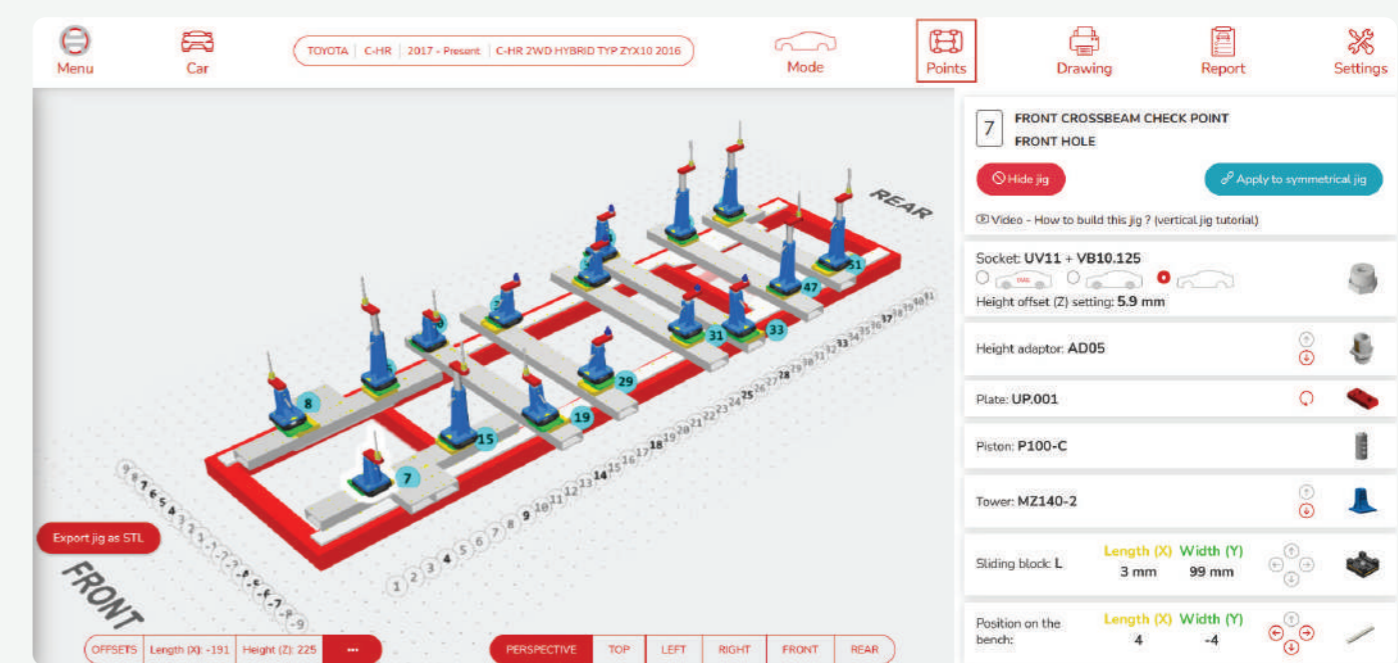 Menu
Car
TOYOTA | C-HR | 2017 - Present | C-HR 2WD HYBRID TYP ZYX10 2016
Mode
Points
Drawing
Report
Settings
7 FRONT CROSSBEAM CHECK POINT
FRONT HOLE
Hide jig
Apply to symmetrical jig
Video - How to build this jig ? (vertical jig tutorial)
Socket: UV11 + VB10.125
Height offset (Z) setting: 5.9 mm
Height adaptor: AD05
Plate: UP.001
Piston: P100-C
Tower: MZ140-2
Sliding block: L
Length (X) Width (Y)
3 mm 99 mm
Position on the bench:
Length (X) Width (Y)
4 -4
REAR
51
47
33
31
29
19
15
8
7
1 2 3 4 5 6 7 8 9 10 11 12 13 14 15 16 17 18 19 20 21 22 23 24 25 26 27 28 29 30 31 32 33 34 35 36 37 38 39
Export jig as STL
FRONT
OFFSETS Length (X): -191 Height (Z): 225 ...
PERSPECTIVE TOP LEFT RIGHT FRONT REAR